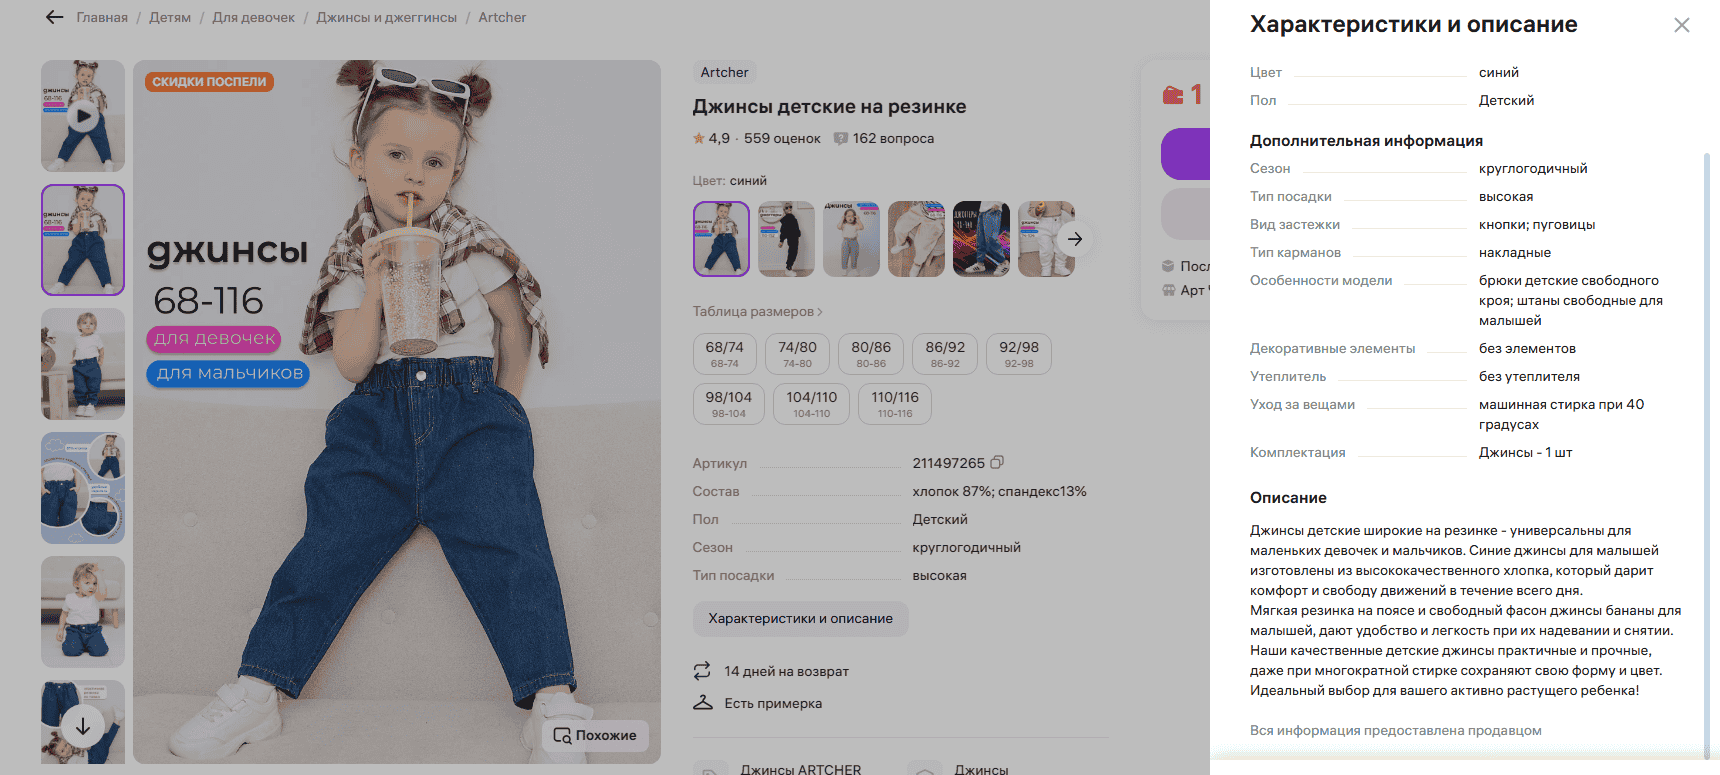 Главная / Детям / Для девочек / Джинсы и джеггинсы / Artcher
СКИДКИ ПОСПЕЛИ
джинсы
68-116
для девочек
для мальчиков
Похожие
Artcher
Джинсы детские на резинке
4,9 · 559 оценок 162 вопроса
Цвет: синий
Таблица размеров
68/74 74/80 80/86 86/92 92/98
68-74 74-80 80-86 86-92 92-98
98/104 104/110 110/116
98-104 104-110 110-116
Артикул 211497265
Состав хлопок 87%; спандекс13%
Пол Детский
Сезон круглогодичный
Тип посадки высокая
Характеристики и описание
14 дней на возврат
Есть примерка
Джинсы ARTCHER Джинсы
1
Арт
Характеристики и описание
Цвет синий
Пол Детский
Дополнительная информация
Сезон круглогодичный
Тип посадки высокая
Вид застежки кнопки; пуговицы
Тип карманов накладные
Особенности модели брюки детские свободного
кроя; штаны свободные для
малышей
Декоративные элементы без элементов
Утеплитель без утеплителя
Уход за вещами машинная стирка при 40
градусах
Комплектация Джинсы - 1 шт
Описание
Джинсы детские широкие на резинке - универсальны для
маленьких девочек и мальчиков. Синие джинсы для малышей
изготовлены из высококачественного хлопка, который дарит
комфорт и свободу движений в течение всего дня.
Мягкая резинка на поясе и свободный фасон джинсы бананы для
малышей, дают удобство и легкость при их надевании и снятии.
Наши качественные детские джинсы практичные и прочные,
даже при многократной стирке сохраняют свою форму и цвет.
Идеальный выбор для вашего активно растущего ребенка!
Вся информация предоставлена продавцом